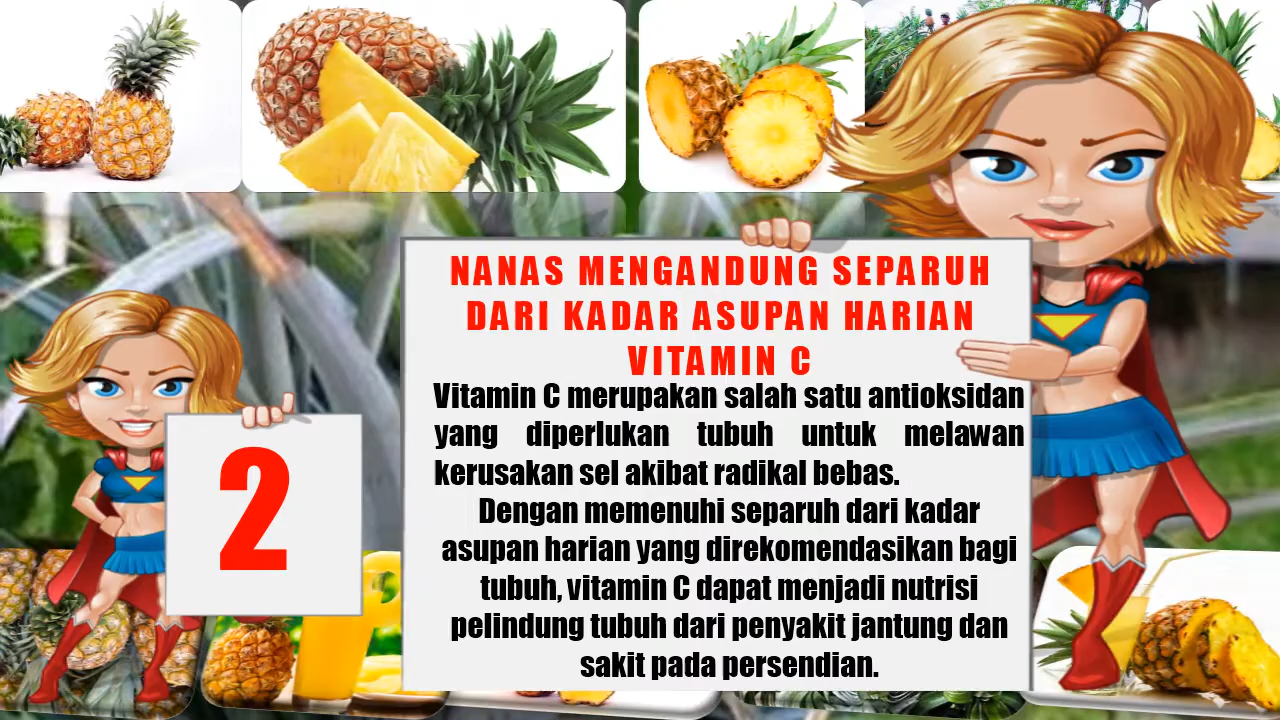 NANAS MENGANDUNG SEPARUH
DARI KADAR ASUPAN HARIAN
VITAMIN C
Vitamin C merupakan salah satu antioksidan
yang diperlukan tubuh untuk melawan
kerusakan sel akibat radikal bebas.
Dengan memenuhi separuh dari kadar
asupan harian yang direkomendasikan bagi
tubuh, vitamin C dapat menjadi nutrisi
pelindung tubuh dari penyakit jantung dan
sakit pada persendian.
2